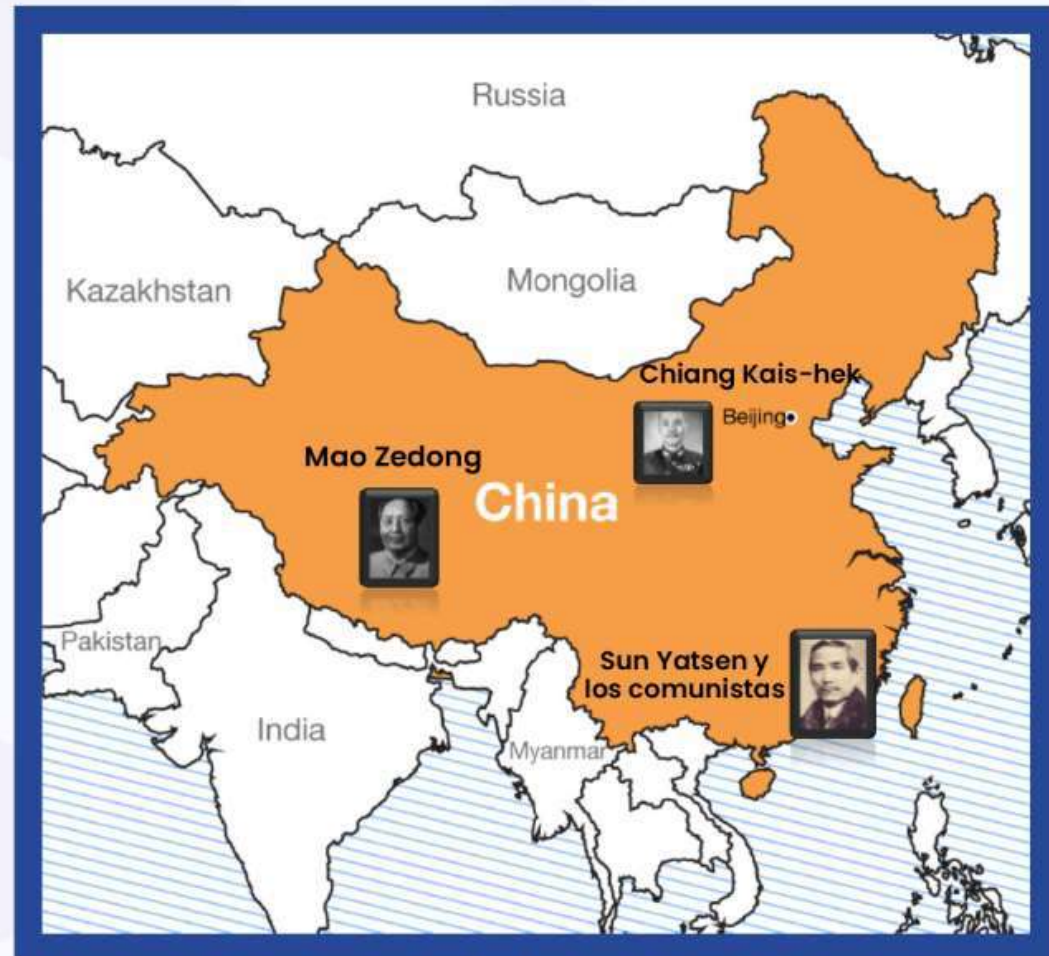 Russia
Kazakhstan
Mongolia
Chiang Kais-hek
Beijing
Mao Zedong
China
Pakistan
Sun Yatsen y
los comunistas
India
Myanmar